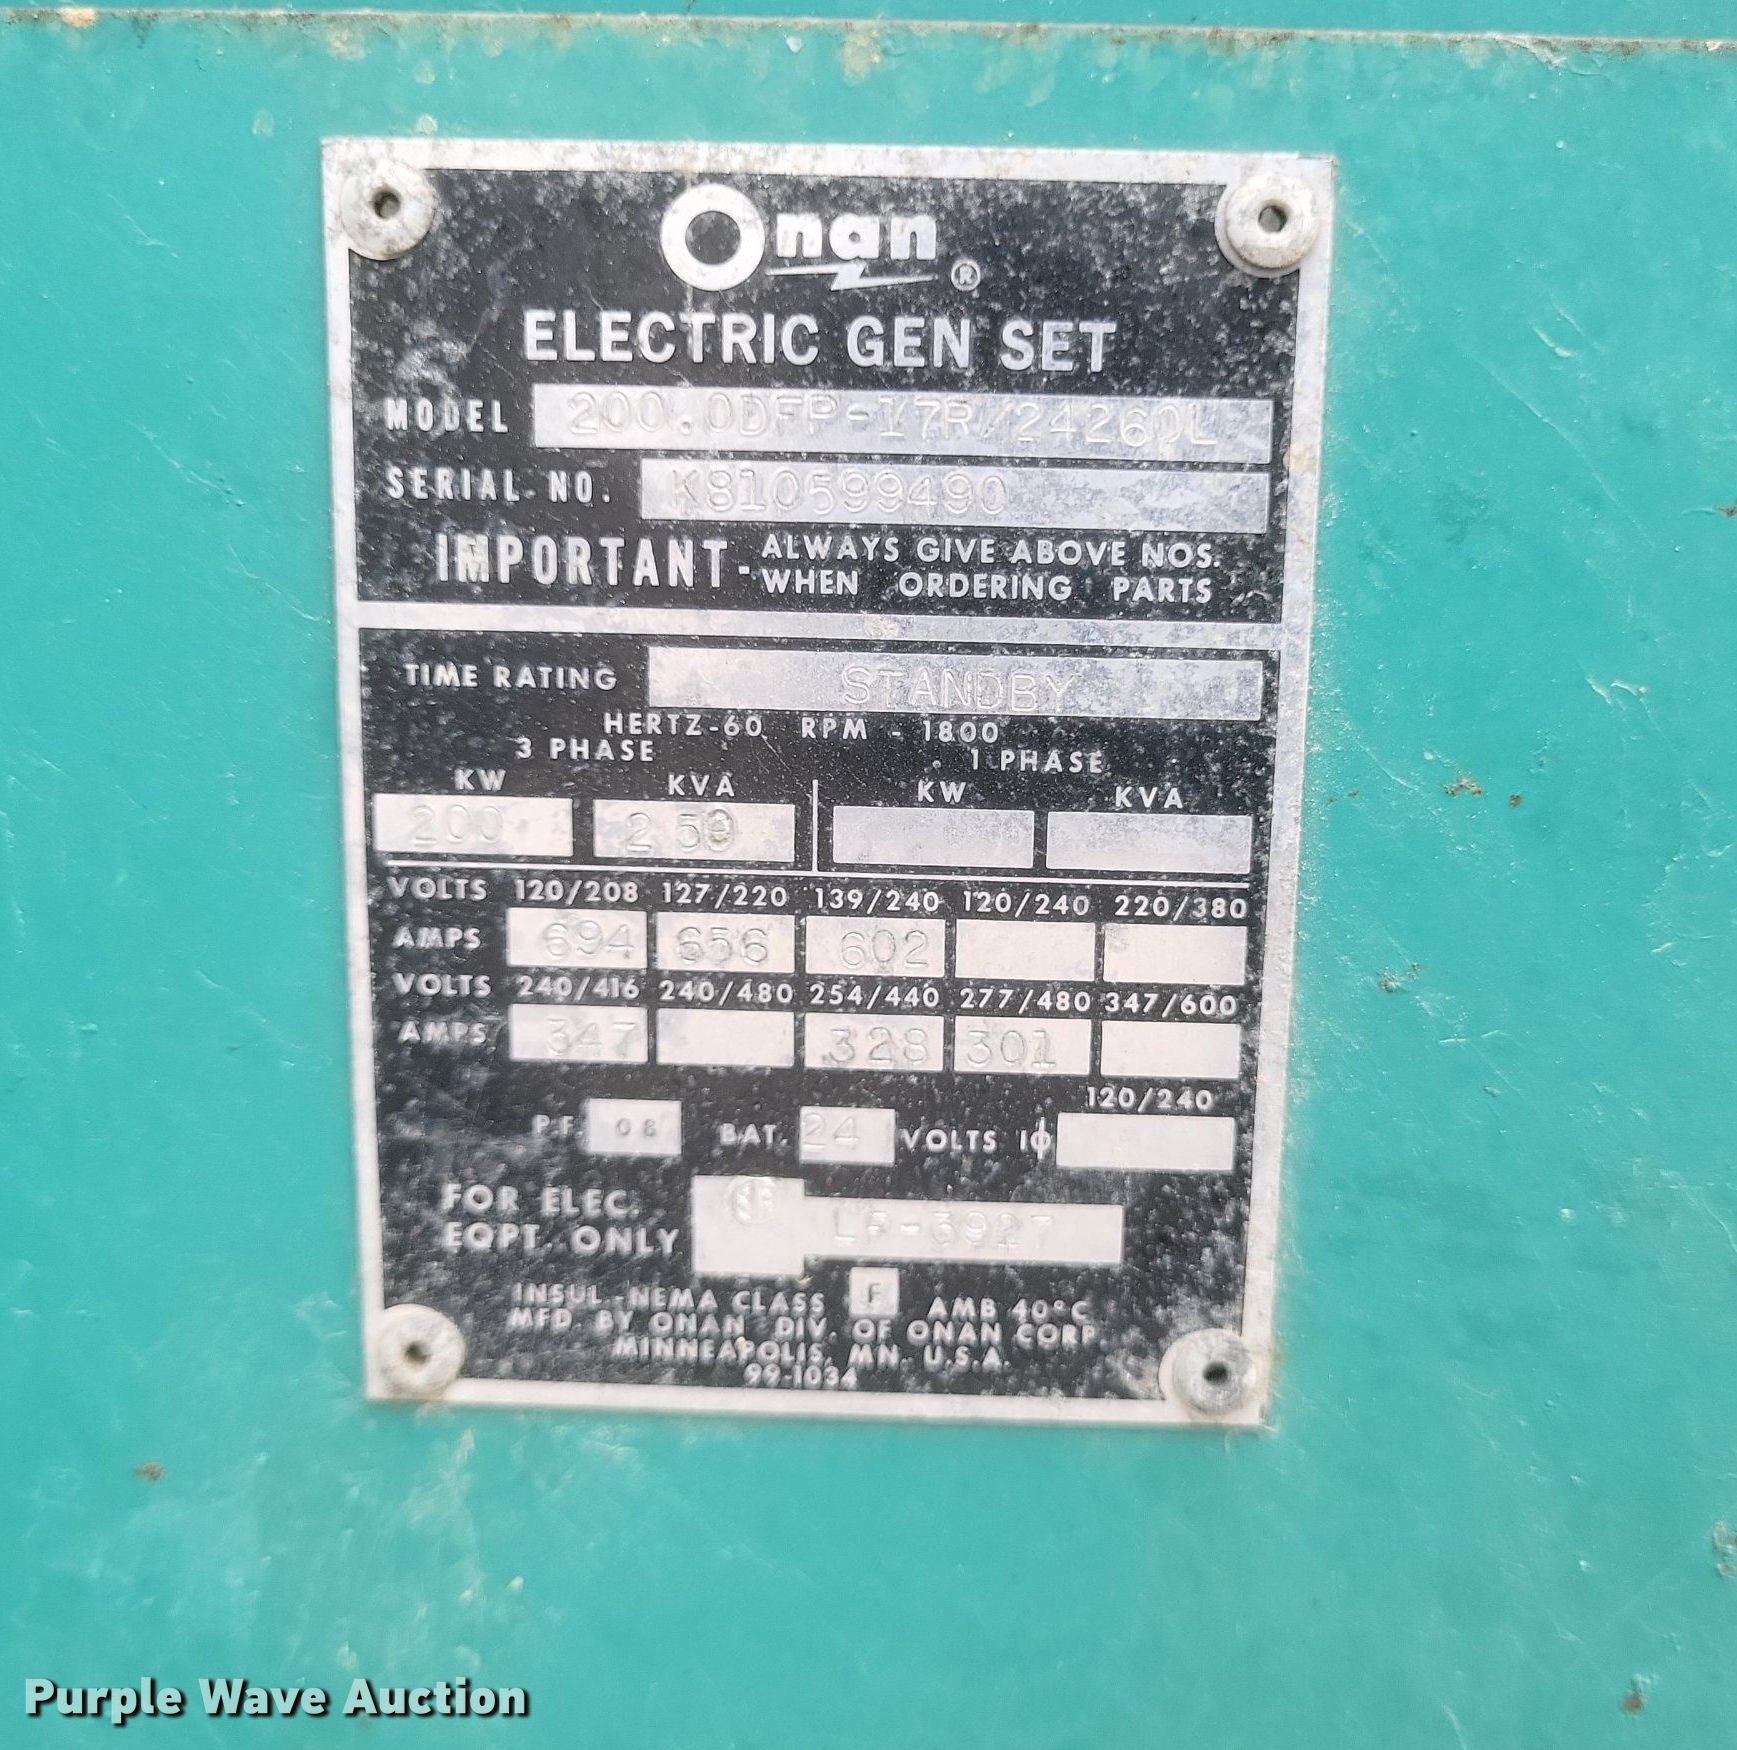 Onan ®
ELECTRIC GEN SET
MODEL 200.0DFP-17R/24260L
SERIAL NO. K810599490
IMPORTANT - ALWAYS GIVE ABOVE NOS.
WHEN ORDERING PARTS
TIME RATING STANDBY
HERTZ-60 RPM - 1800
3 PHASE 1 PHASE
KW KVA KW KVA
200 250
VOLTS 120/208 127/220 139/240 120/240 220/380
AMPS 694 656 602
VOLTS 240/416 240/480 254/440 277/480 347/600
AMPS 347 328 301
120/240
P.F. 08 BAT. 24 VOLTS 1ϕ
FOR ELEC.
EQPT. ONLY LR-3927
INSUL-NEMA CLASS F AMB 40°C
MFD. BY ONAN DIV. OF ONAN CORP.
MINNEAPOLIS, MN. U.S.A.
99-1034
Purple Wave Auction